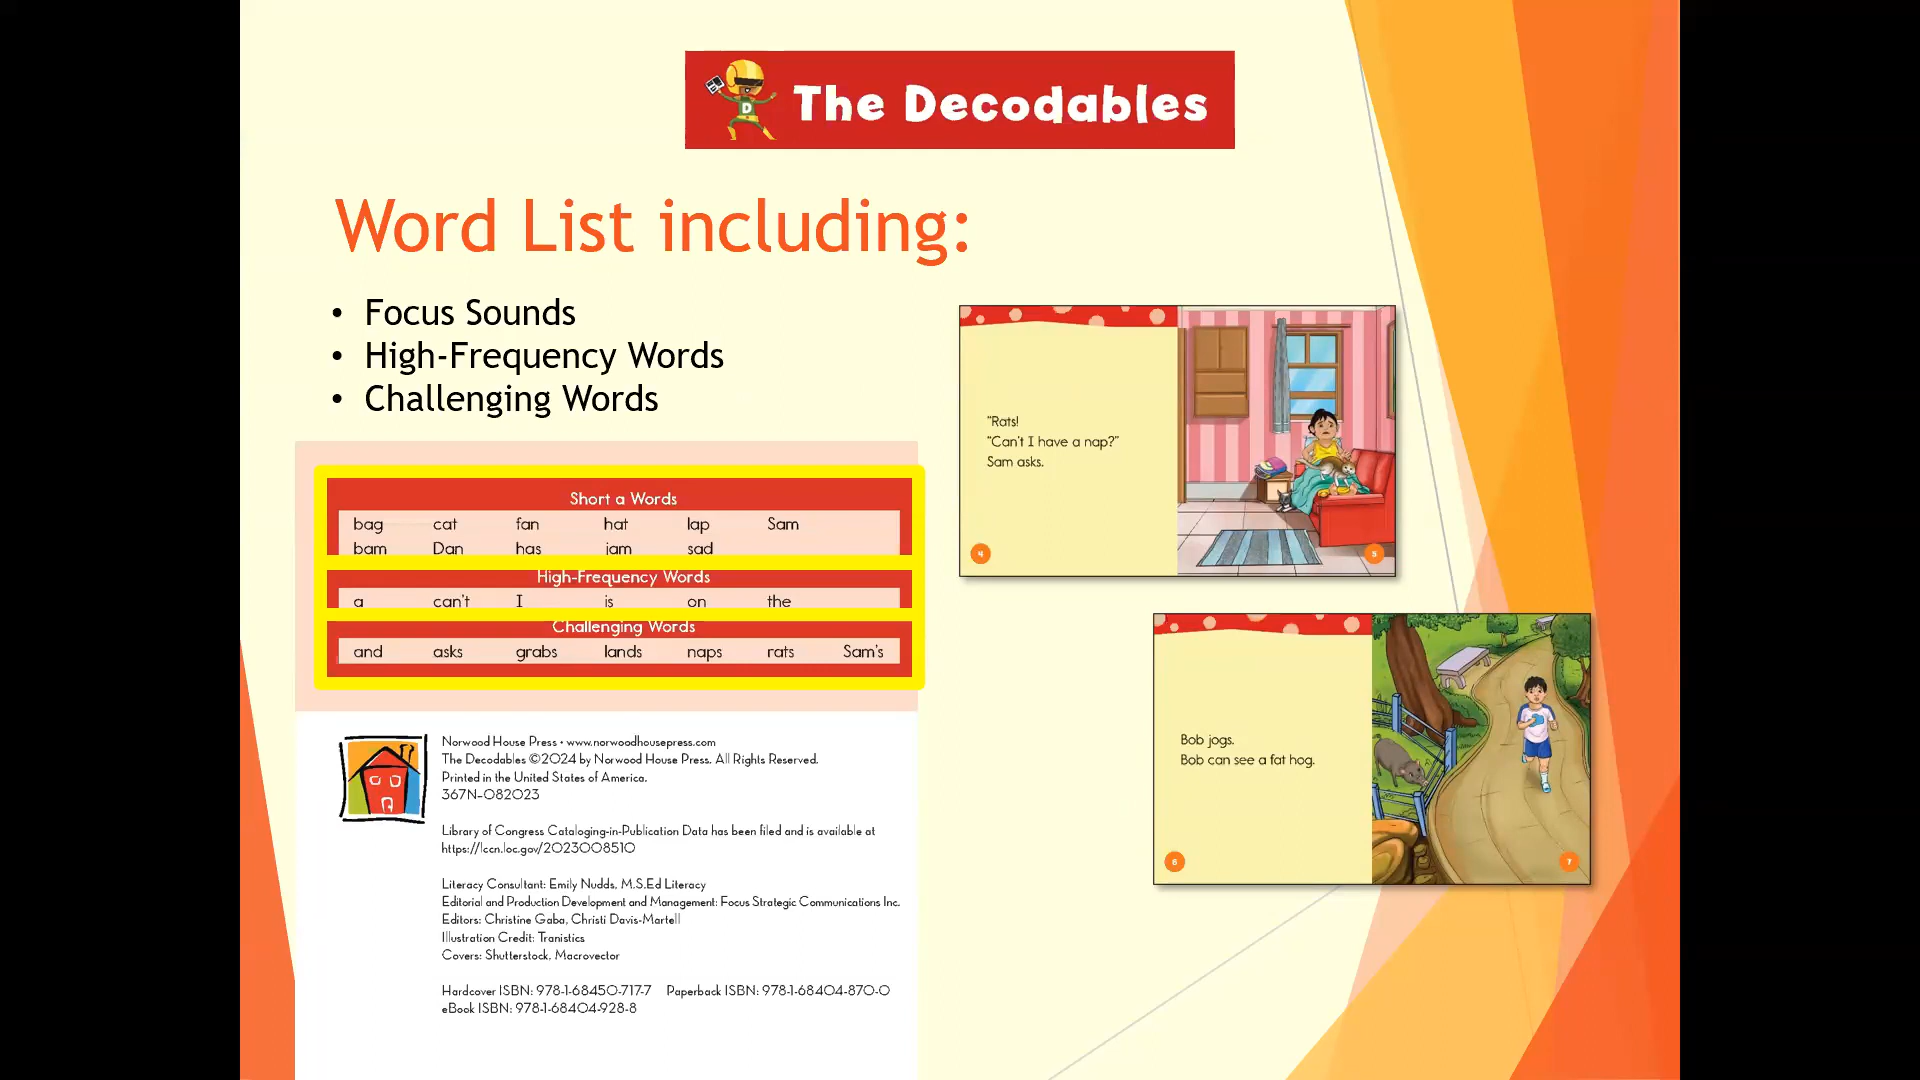 D The Decodables
Word List including:
• Focus Sounds
• High-Frequency Words
• Challenging Words
Short a Words
bag cat fan hat lap Sam
bam Dan has jam sad
High-Frequency Words
a can't I is on the
Challenging Words
and asks grabs lands naps rats Sam's
Norwood House Press • www.norwoodhousepress.com
The Decodables ©2024 by Norwood House Press. All Rights Reserved.
Printed in the United States of America.
367N–082023
Library of Congress Cataloging-in-Publication Data has been filed and is available at
https://lccn.loc.gov/2023008510
Literacy Consultant: Emily Nudds, M.S.Ed Literacy
Editorial and Production Development and Management: Focus Strategic Communications Inc.
Editors: Christine Gaba, Christi Davis-Martell
Illustration Credit: Tranistics
Covers: Shutterstock, Macrovector
Hardcover ISBN: 978-1-68450-717-7 Paperback ISBN: 978-1-68404-870-0
eBook ISBN: 978-1-68404-928-8
"Rats!
"Can't I have a nap?"
Sam asks.
4 5
Bob jogs.
Bob can see a fat hog.
6 7